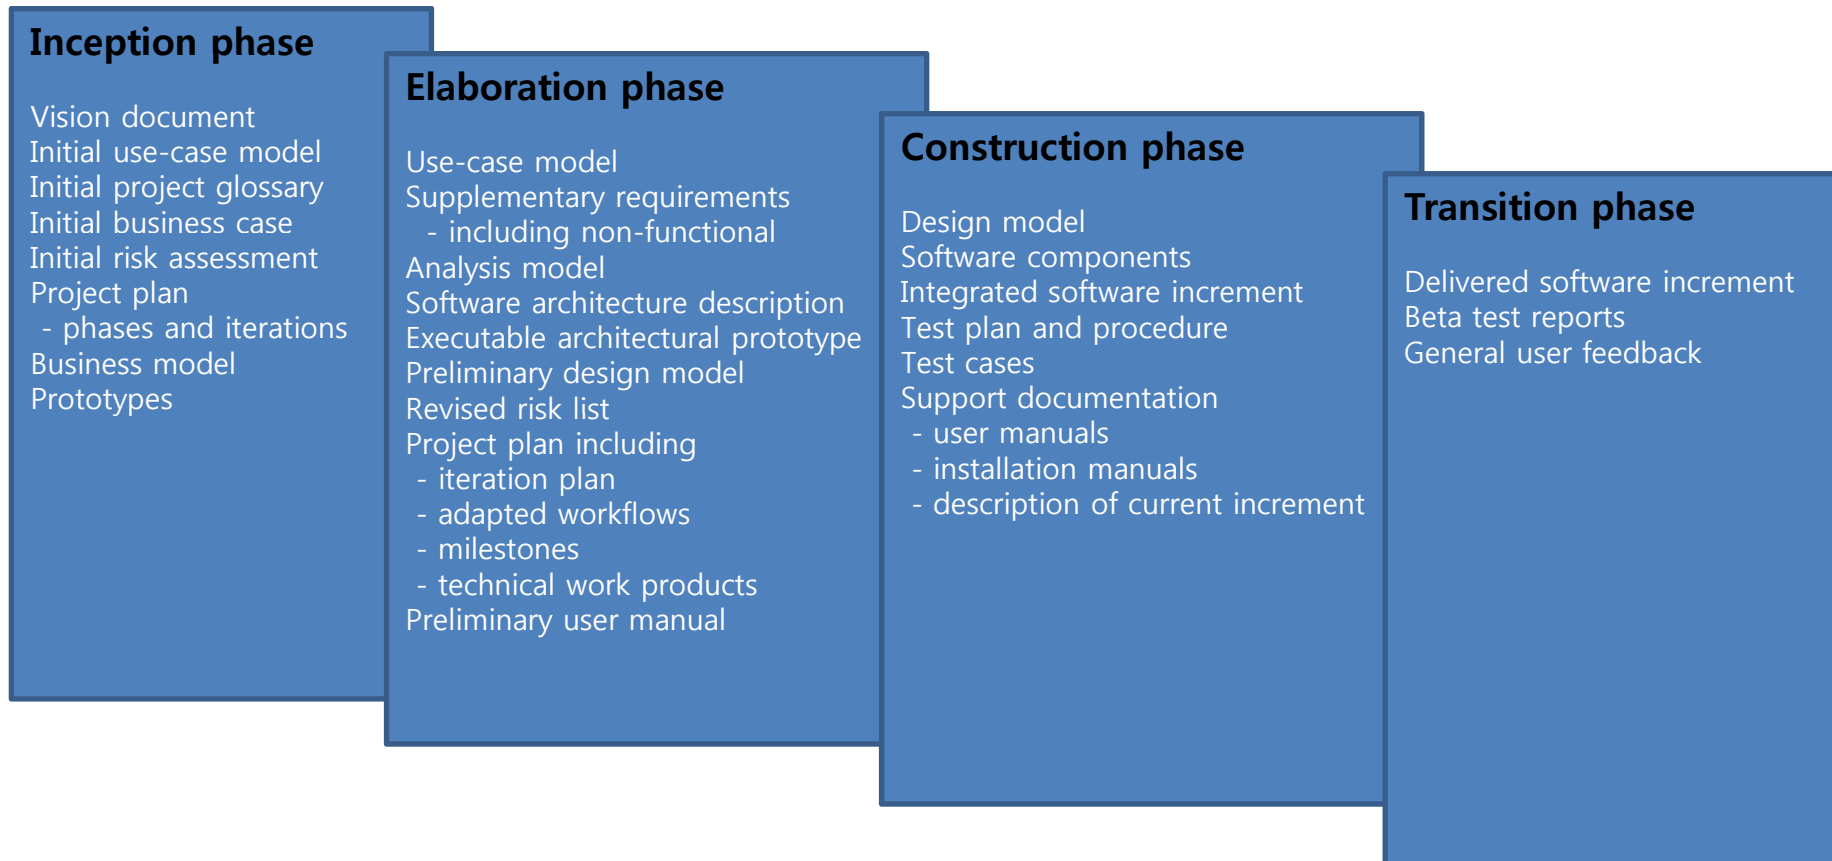 Inception phase
Vision document
Initial use-case model
Initial project glossary
Initial business case
Initial risk assessment
Project plan
- phases and iterations
Business model
Prototypes
Elaboration phase
Use-case model
Supplementary requirements
- including non-functional
Analysis model
Software architecture description
Executable architectural prototype
Preliminary design model
Revised risk list
Project plan including
- iteration plan
- adapted workflows
- milestones
- technical work products
Preliminary user manual
Construction phase
Design model
Software components
Integrated software increment
Test plan and procedure
Test cases
Support documentation
- user manuals
- installation manuals
- description of current increment
Transition phase
Delivered software increment
Beta test reports
General user feedback